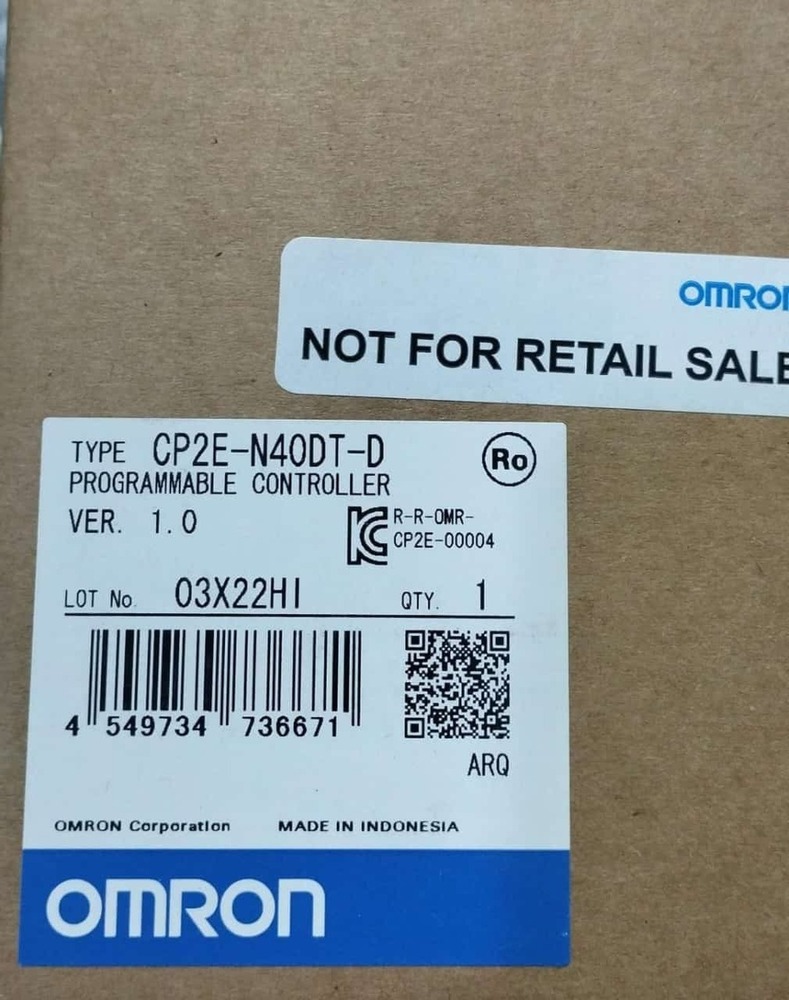 OMRON
NOT FOR RETAIL SALE
TYPE CP2E-N40DT-D
Ro
PROGRAMMABLE CONTROLLER
VER. 1.0
R-R-OMR-
CP2E-00004
LOT No. 03X22HI QTY. 1
4 549734 736671
ARQ
OMRON Corporation MADE IN INDONESIA
OMRON